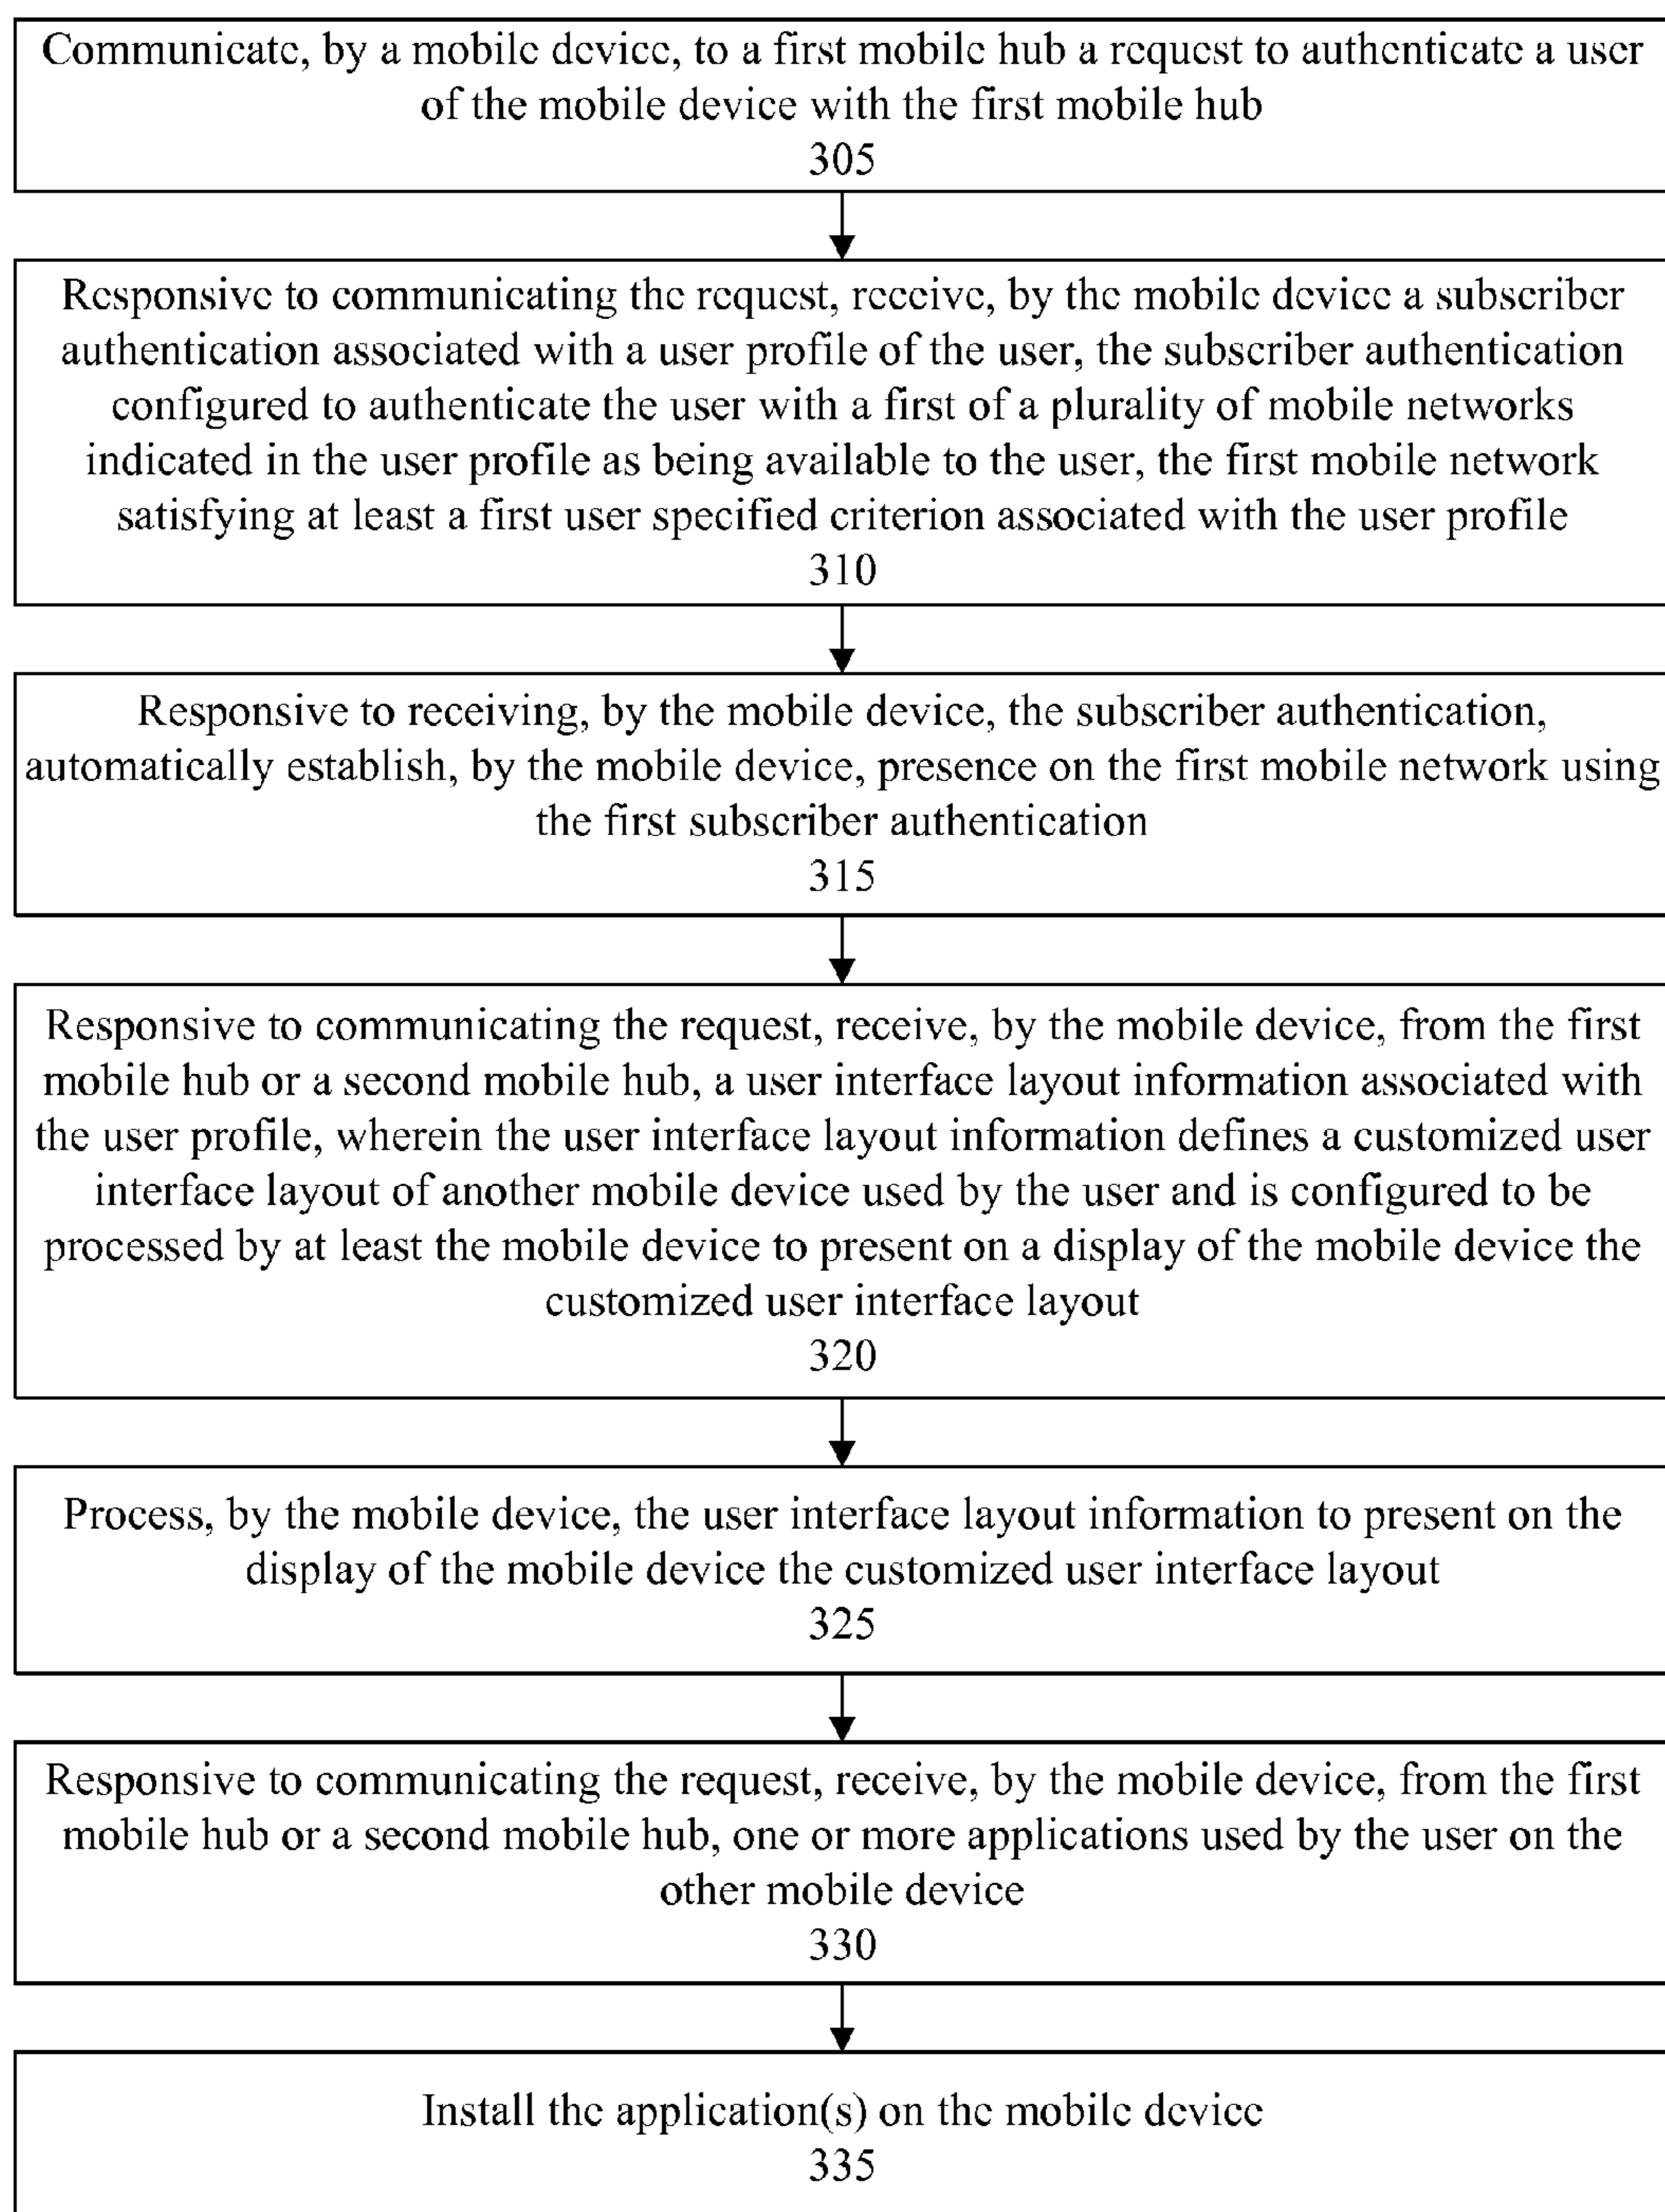 Communicate, by a mobile device, to a first mobile hub a request to authenticate a user
of the mobile device with the first mobile hub
305
Responsive to communicating the request, receive, by the mobile device a subscriber
authentication associated with a user profile of the user, the subscriber authentication
configured to authenticate the user with a first of a plurality of mobile networks
indicated in the user profile as being available to the user, the first mobile network
satisfying at least a first user specified criterion associated with the user profile
310
Responsive to receiving, by the mobile device, the subscriber authentication,
automatically establish, by the mobile device, presence on the first mobile network using
the first subscriber authentication
315
Responsive to communicating the request, receive, by the mobile device, from the first
mobile hub or a second mobile hub, a user interface layout information associated with
the user profile, wherein the user interface layout information defines a customized user
interface layout of another mobile device used by the user and is configured to be
processed by at least the mobile device to present on a display of the mobile device the
customized user interface layout
320
Process, by the mobile device, the user interface layout information to present on the
display of the mobile device the customized user interface layout
325
Responsive to communicating the request, receive, by the mobile device, from the first
mobile hub or a second mobile hub, one or more applications used by the user on the
other mobile device
330
Install the application(s) on the mobile device
335